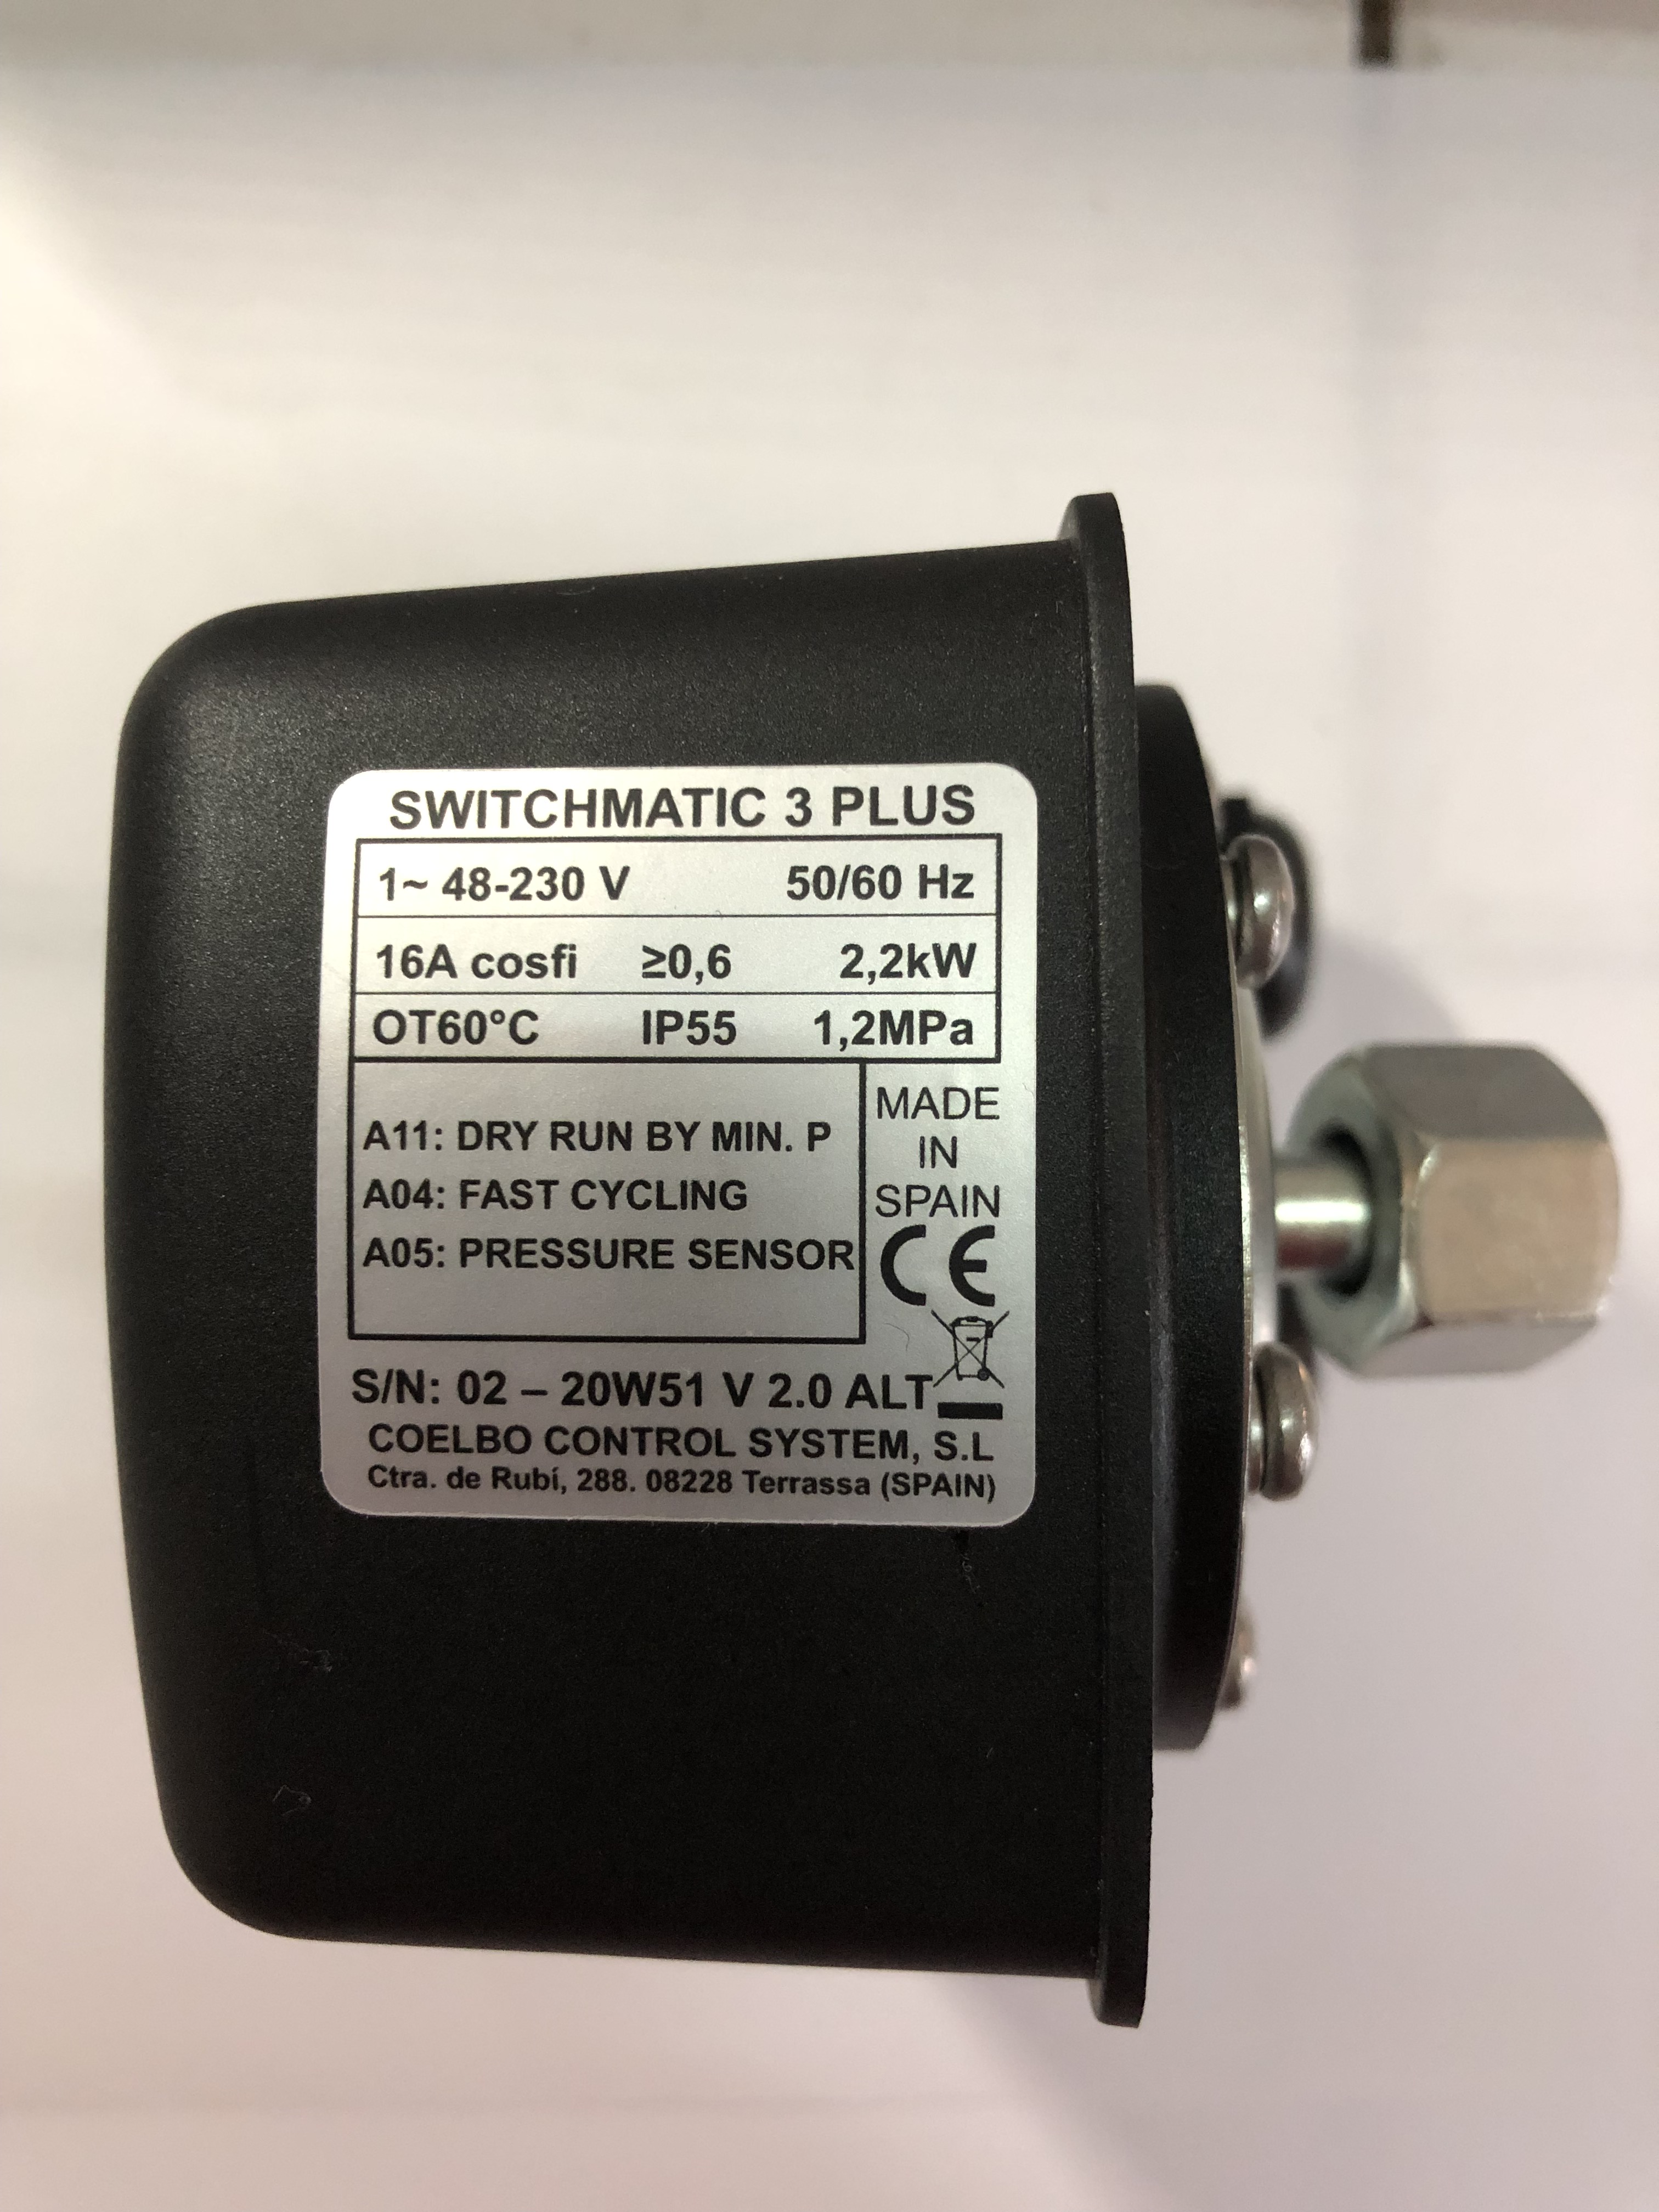 SWITCHMATIC 3 PLUS
1~ 48-230 V 50/60 Hz
16A cosfi ≥0,6 2,2kW
OT60°C IP55 1,2MPa
A11: DRY RUN BY MIN. P
A04: FAST CYCLING
A05: PRESSURE SENSOR
MADE
IN
SPAIN
CE
S/N: 02 – 20W51 V 2.0 ALT
COELBO CONTROL SYSTEM, S.L
Ctra. de Rubí, 288. 08228 Terrassa (SPAIN)